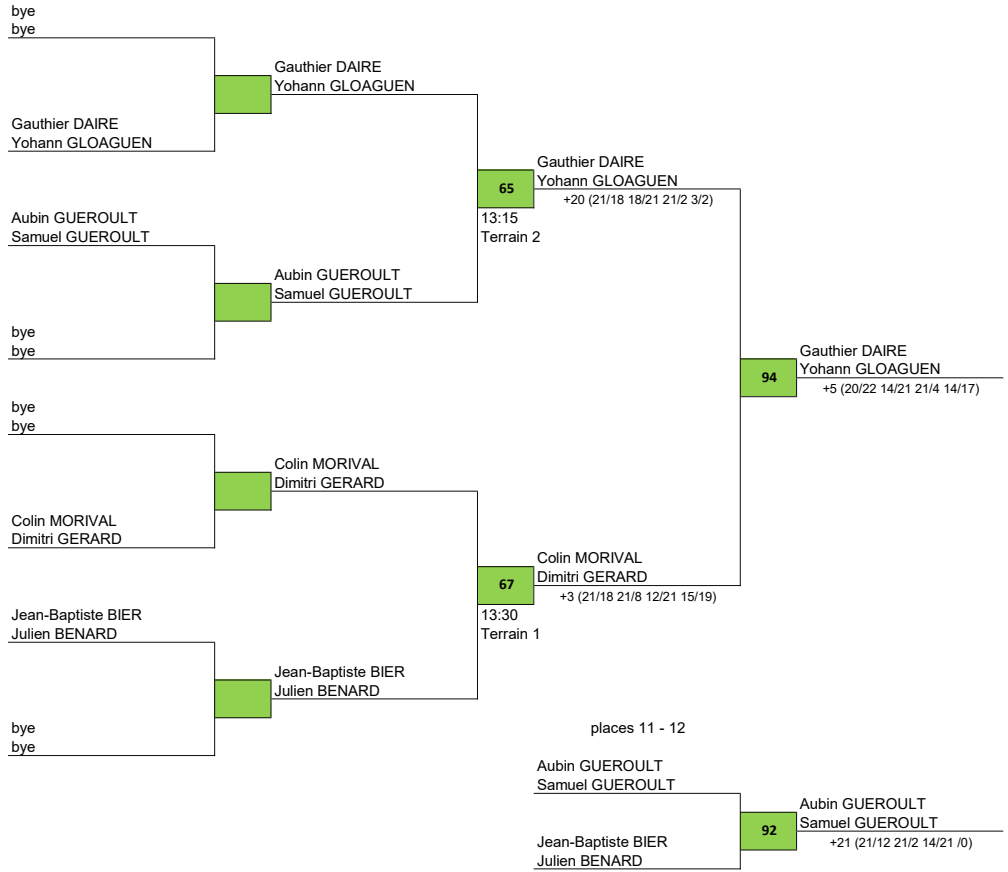 bye
bye
Gauthier DAIRE
Yohann GLOAGUEN
Gauthier DAIRE
Yohann GLOAGUEN
Gauthier DAIRE
Yohann GLOAGUEN
65
+20 (21/18 18/21 21/2 3/2)
13:15
Terrain 2
Aubin GUEROULT
Samuel GUEROULT
Aubin GUEROULT
Samuel GUEROULT
bye
bye
Gauthier DAIRE
Yohann GLOAGUEN
94
+5 (20/22 14/21 21/4 14/17)
bye
bye
Colin MORIVAL
Dimitri GERARD
Colin MORIVAL
Dimitri GERARD
Colin MORIVAL
Dimitri GERARD
67
+3 (21/18 21/8 12/21 15/19)
13:30
Terrain 1
Jean-Baptiste BIER
Julien BENARD
Jean-Baptiste BIER
Julien BENARD
bye
bye
places 11 - 12
Aubin GUEROULT
Samuel GUEROULT
Aubin GUEROULT
Samuel GUEROULT
92
+21 (21/12 21/2 14/21 /0)
Jean-Baptiste BIER
Julien BENARD